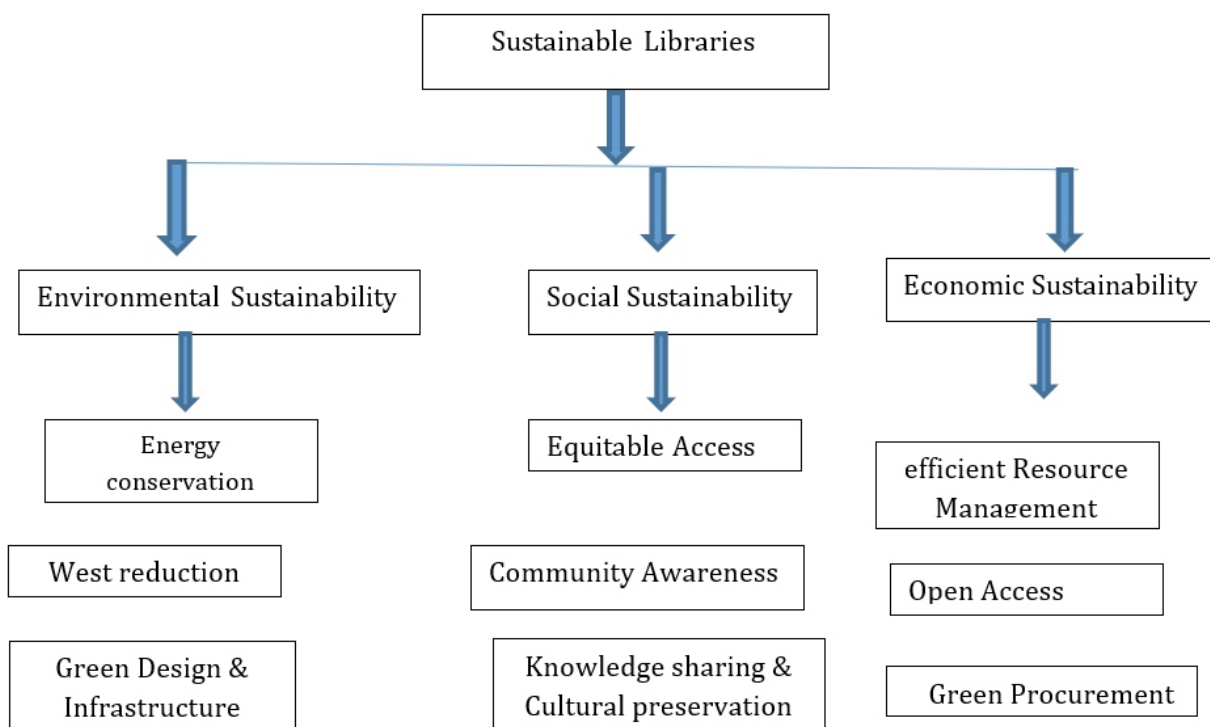 Sustainable Libraries
Environmental Sustainability
Social Sustainability
Economic Sustainability
Energy
conservation
Equitable Access
efficient Resource
Management
West reduction
Community Awareness
Open Access
Green Design &
Infrastructure
Knowledge sharing &
Cultural preservation
Green Procurement